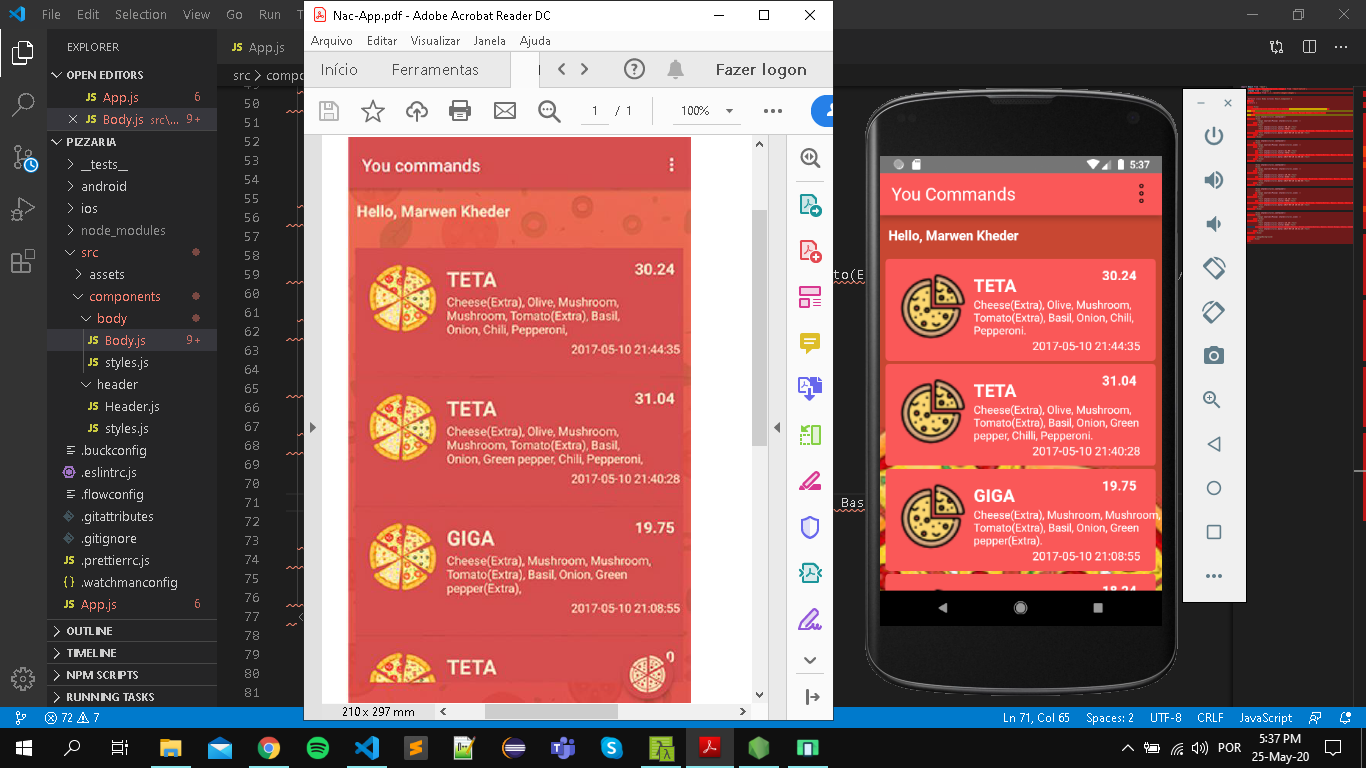 File Edit Selection View Go Run
EXPLORER
OPEN EDITORS
JS App.js 6
JS Body.js src\... 9+
PIZZARIA
__tests__
android
ios
node_modules
src
assets
components
body
JS Body.js 9+
JS styles.js
header
JS Header.js
JS styles.js
.buckconfig
.eslintrc.js
.flowconfig
.gitattributes
.gitignore
JS .prettierrc.js
{ } .watchmanconfig
JS App.js 6
OUTLINE
TIMELINE
NPM SCRIPTS
RUNNING TASKS
72 7
JS App.js
src > compo
50
51
52
53
54
55
56
57
58
59
60
61
62
63
64
65
66
67
68
69
70
71
72
73
74
75
76
77
78
79
80
81
Nac-App.pdf - Adobe Acrobat Reader DC
Arquivo Editar Visualizar Janela Ajuda
Início Ferramentas Fazer logon
1 / 1 100%
You commands
Hello, Marwen Kheder
TETA 30.24
Cheese(Extra), Olive, Mushroom,
Mushroom, Tomato(Extra), Basil,
Onion, Chili, Pepperoni,
2017-05-10 21:44:35
TETA 31.04
Cheese(Extra), Olive, Mushroom,
Mushroom, Tomato(Extra), Basil,
Onion, Green pepper, Chili, Pepperoni,
2017-05-10 21:40:28
GIGA 19.75
Cheese(Extra), Mushroom, Mushroom,
Tomato(Extra), Basil, Onion, Green
pepper(Extra),
2017-05-10 21:08:55
TETA
210 x 297 mm
to(E
Bas
5:37
You Commands
Hello, Marwen Kheder
TETA 30.24
Cheese(Extra), Olive, Mushroom,
Tomato(Extra), Basil, Onion, Chili,
Pepperoni.
2017-05-10 21:44:35
TETA 31.04
Cheese(Extra), Olive, Mushroom,
Tomato(Extra), Basil, Onion, Green
pepper, Chilli, Pepperoni.
2017-05-10 21:40:28
GIGA 19.75
Cheese(Extra), Mushroom, Mushroom,
Tomato(Extra), Basil, Onion, Green
pepper(Extra).
2017-05-10 21:08:55
18.24
Ln 71, Col 65 Spaces: 2 UTF-8 CRLF JavaScript
POR
5:37 PM
25-May-20